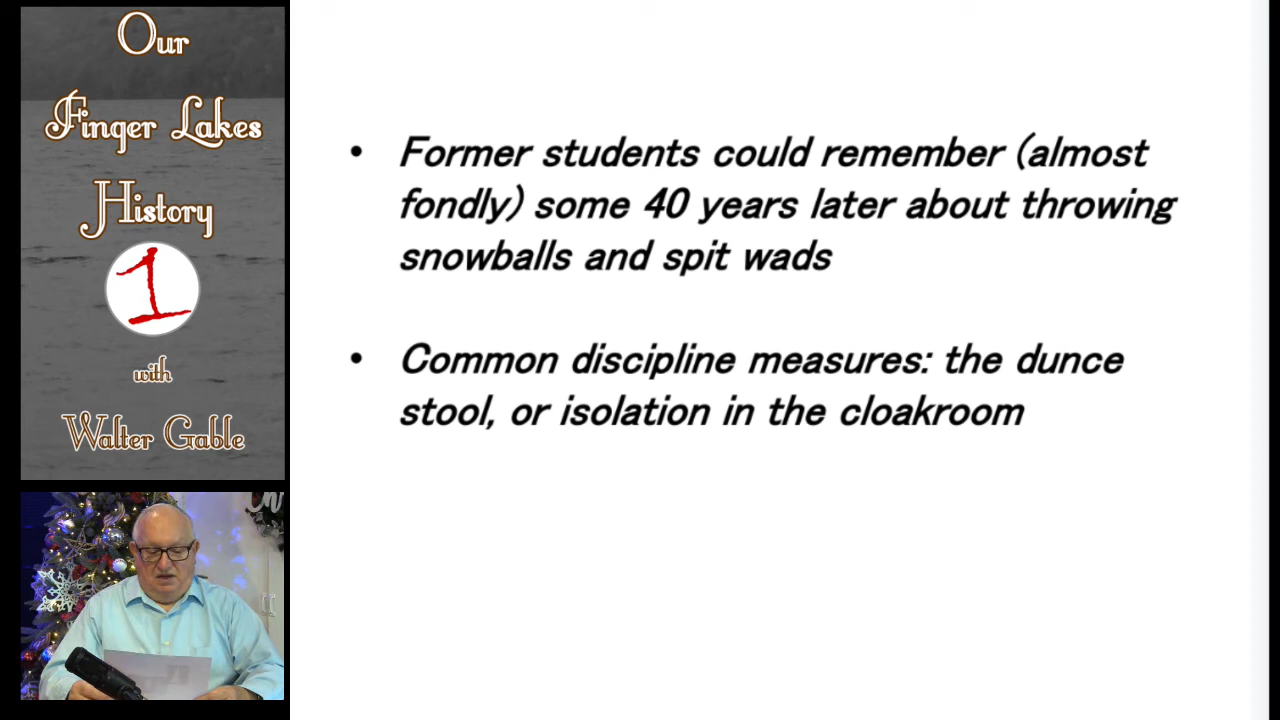 Our
Finger Lakes
History
1
with
Walter Gable
• Former students could remember (almost
fondly) some 40 years later about throwing
snowballs and spit wads
• Common discipline measures: the dunce
stool, or isolation in the cloakroom